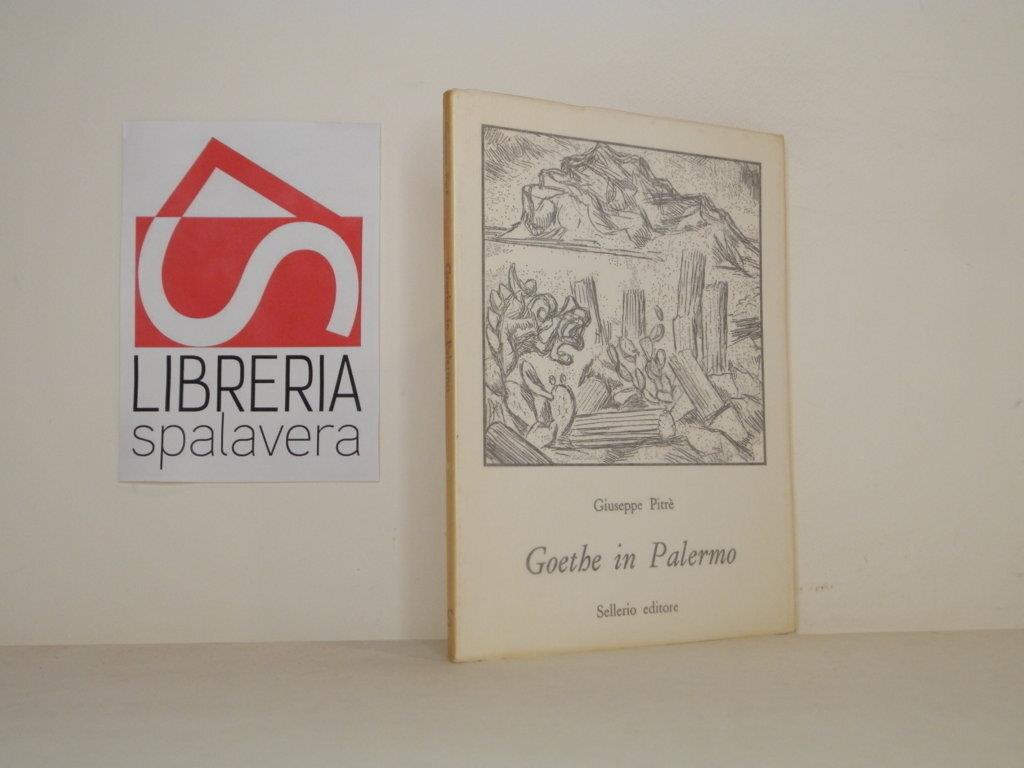 LIBRERIA
spalavera
Giuseppe Pitrè
Goethe in Palermo
Sellerio editore